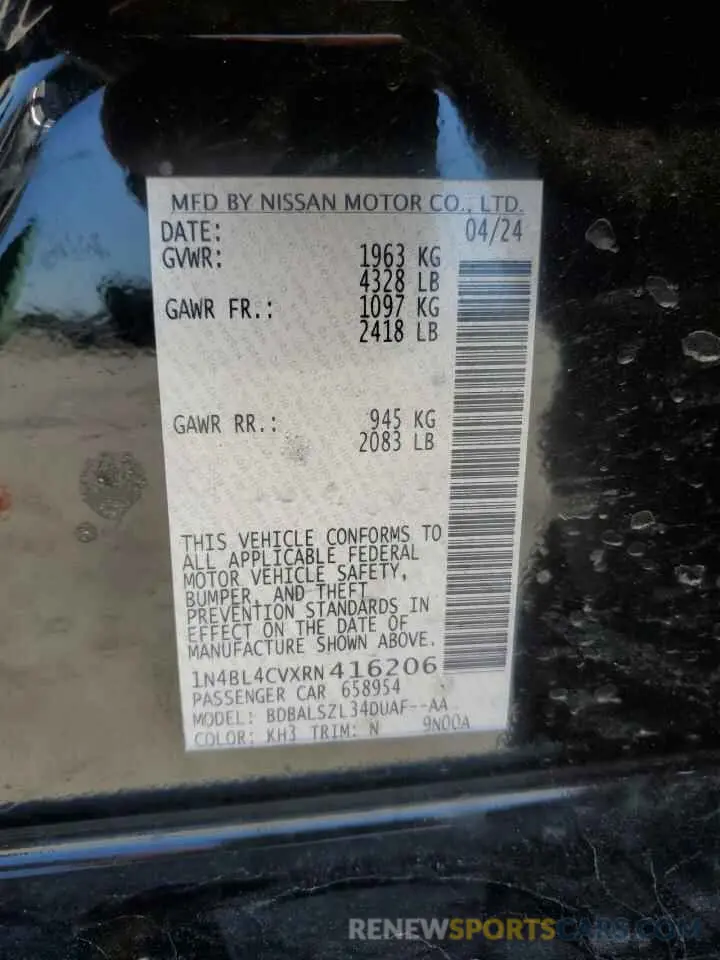 MFD BY NISSAN MOTOR CO., LTD.
DATE: 04/24
GVWR: 1963 KG
4328 LB
GAWR FR.: 1097 KG
2418 LB
GAWR RR.: 945 KG
2083 LB
THIS VEHICLE CONFORMS TO
ALL APPLICABLE FEDERAL
MOTOR VEHICLE SAFETY,
BUMPER, AND THEFT
PREVENTION STANDARDS IN
EFFECT ON THE DATE OF
MANUFACTURE SHOWN ABOVE.
1N4BL4CVXRN416206
PASSENGER CAR 658954
MODEL: BDBALSZL34DUAF--AA
COLOR: KH3 TRIM: N 9N00A
RENEWSPORTSCARS.COM